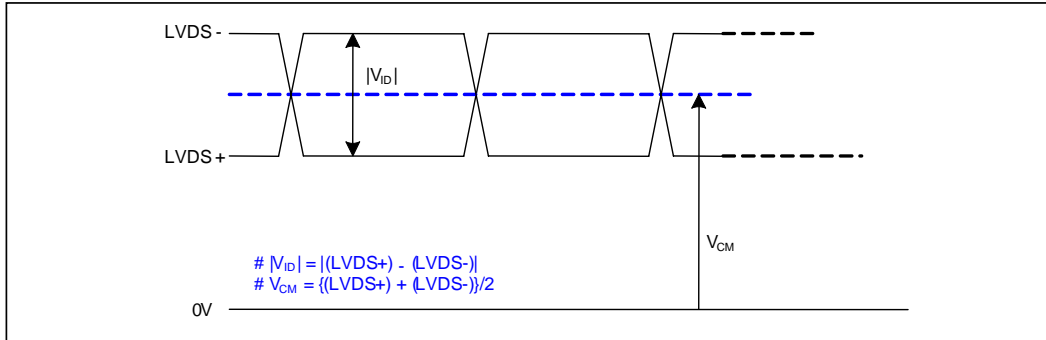 LVDS -
|VID|
LVDS +
VCM
# |VID| = |(LVDS+) - (LVDS-)|
# VCM = {(LVDS+) + (LVDS-)}/2
0V